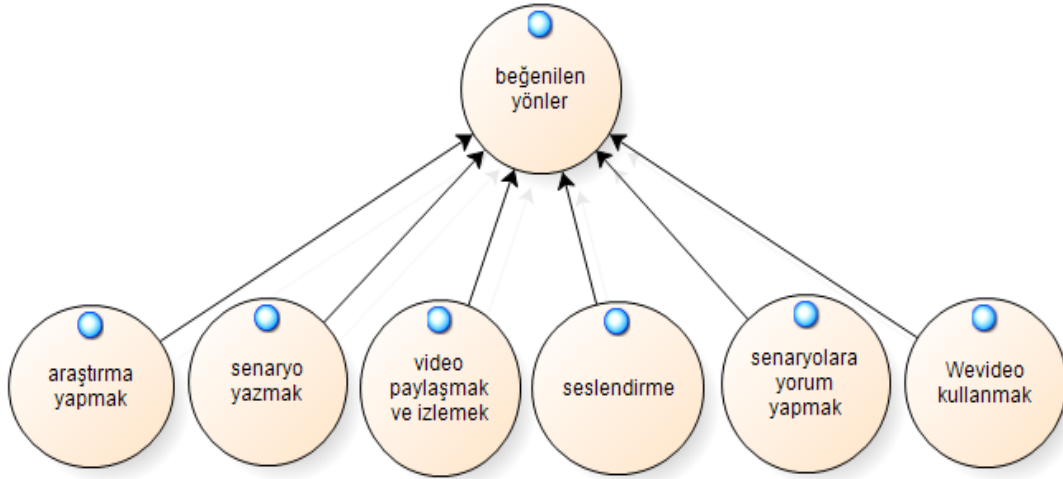 beğenilen
yönler
araştırma
yapmak
senaryo
yazmak
video
paylaşmak
ve izlemek
seslendirme
senaryolara
yorum
yapmak
Wevideo
kullanmak